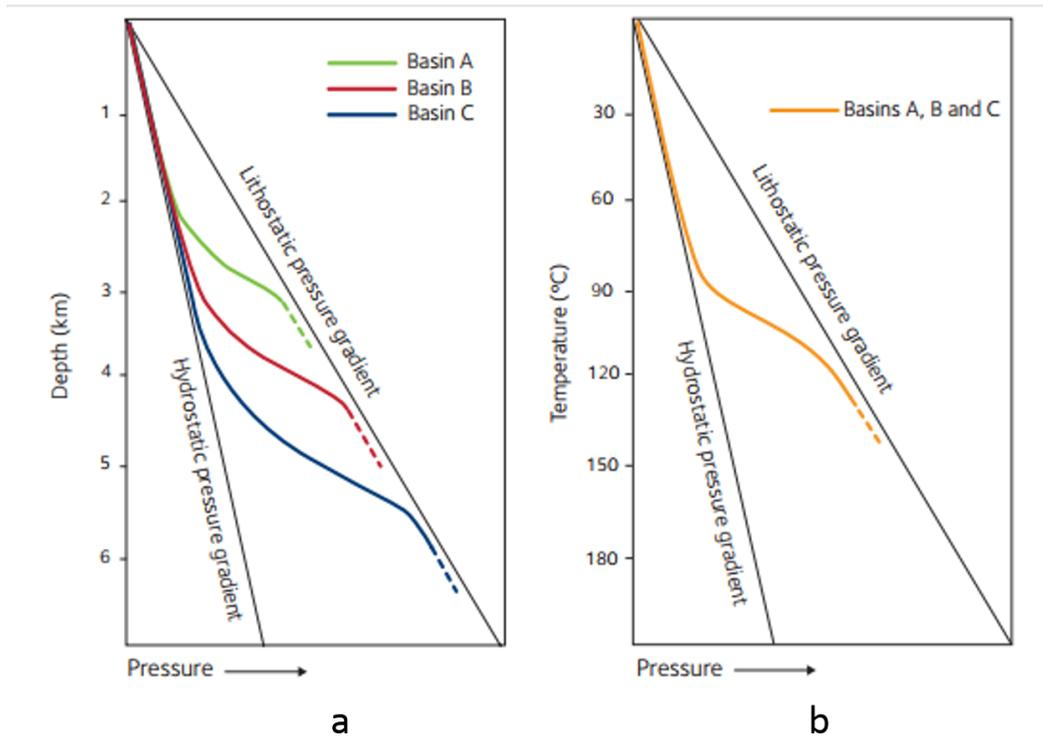 Basin A
Basin B
Basin C
1
2
3
4
5
6
Depth (km)
Lithostatic pressure gradient
Hydrostatic pressure gradient
Pressure
a
Basins A, B and C
30
60
90
120
150
180
Temperature (ºC)
Lithostatic pressure gradient
Hydrostatic pressure gradient
Pressure
b